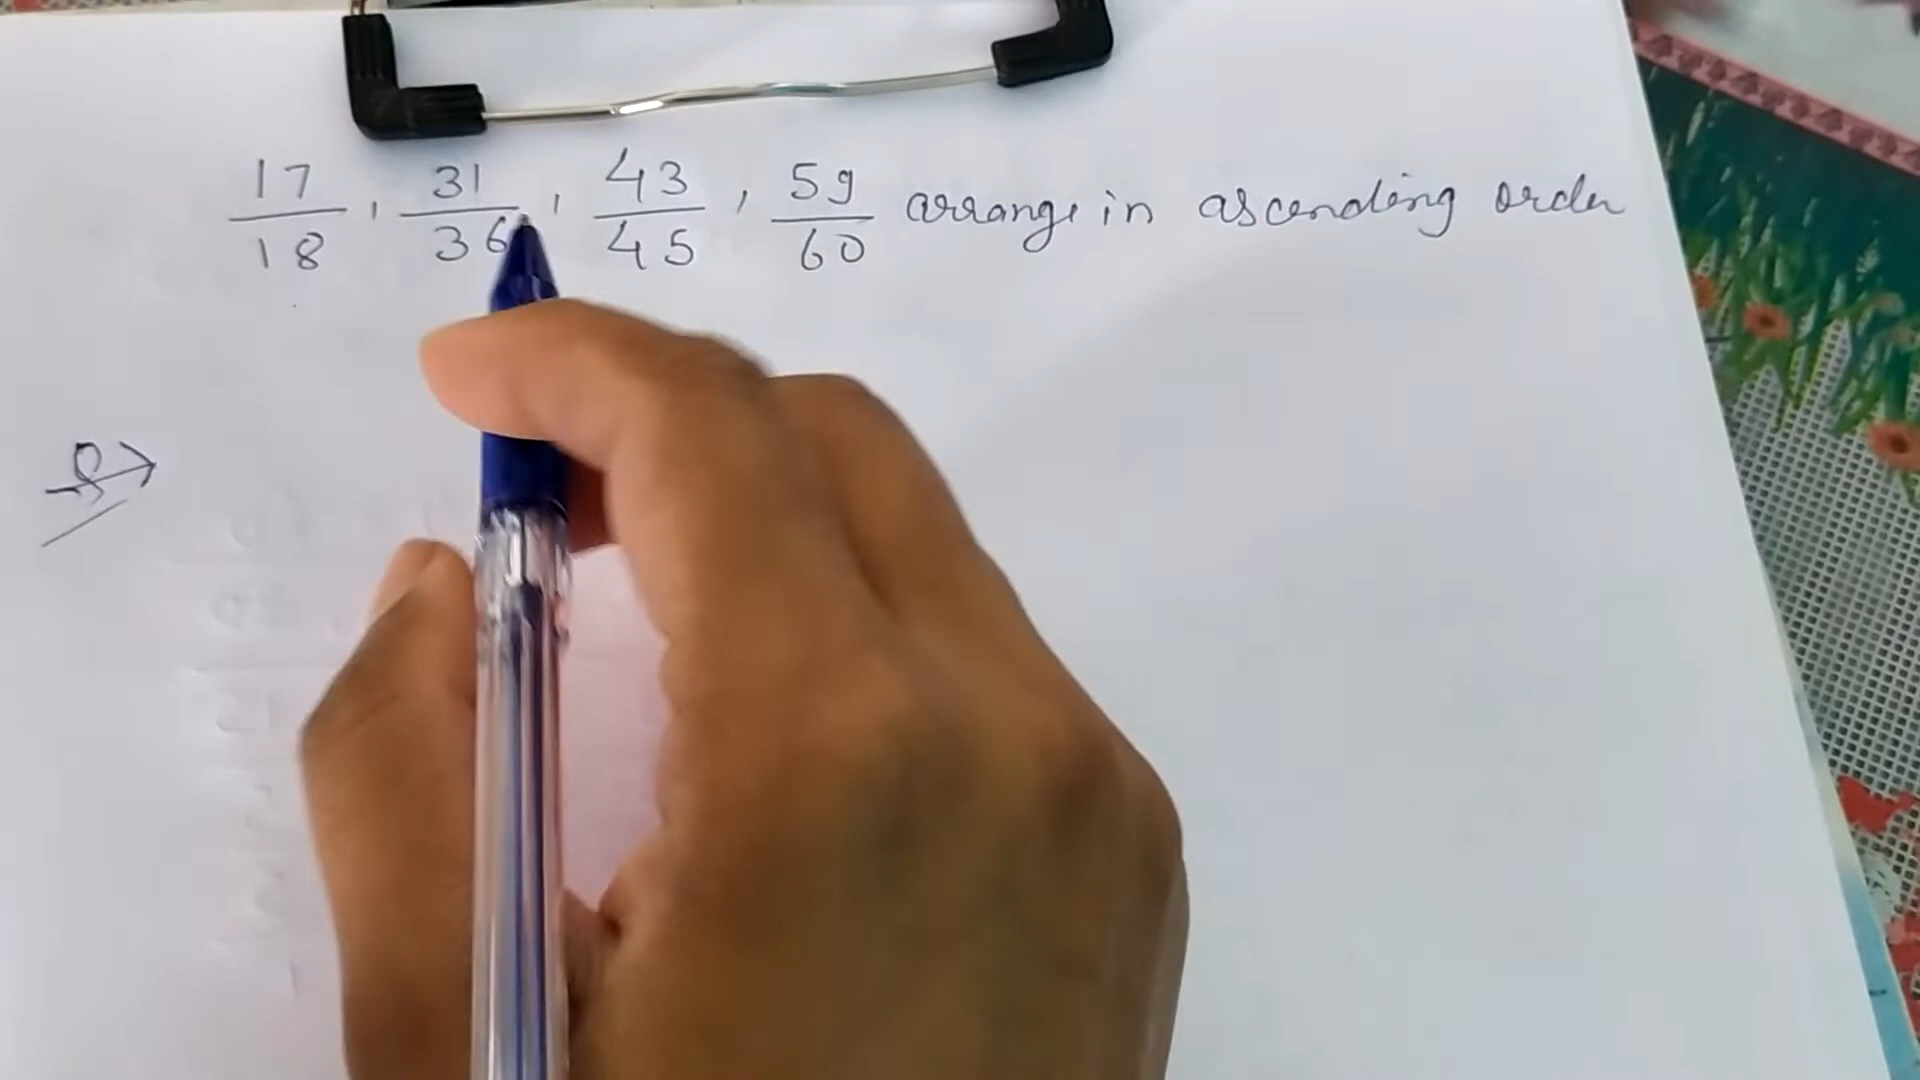 17/18 , 31/36 , 43/45 , 59/60 arrange in ascending order